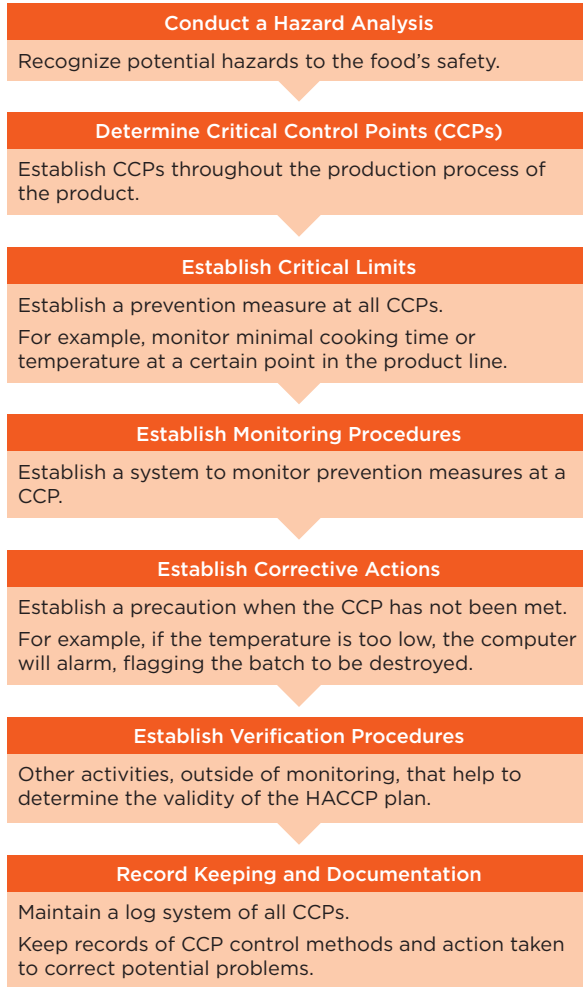 Conduct a Hazard Analysis
Recognize potential hazards to the food’s safety.
Determine Critical Control Points (CCPs)
Establish CCPs throughout the production process of
the product.
Establish Critical Limits
Establish a prevention measure at all CCPs.
For example, monitor minimal cooking time or
temperature at a certain point in the product line.
Establish Monitoring Procedures
Establish a system to monitor prevention measures at a
CCP.
Establish Corrective Actions
Establish a precaution when the CCP has not been met.
For example, if the temperature is too low, the computer
will alarm, flagging the batch to be destroyed.
Establish Verification Procedures
Other activities, outside of monitoring, that help to
determine the validity of the HACCP plan.
Record Keeping and Documentation
Maintain a log system of all CCPs.
Keep records of CCP control methods and action taken
to correct potential problems.